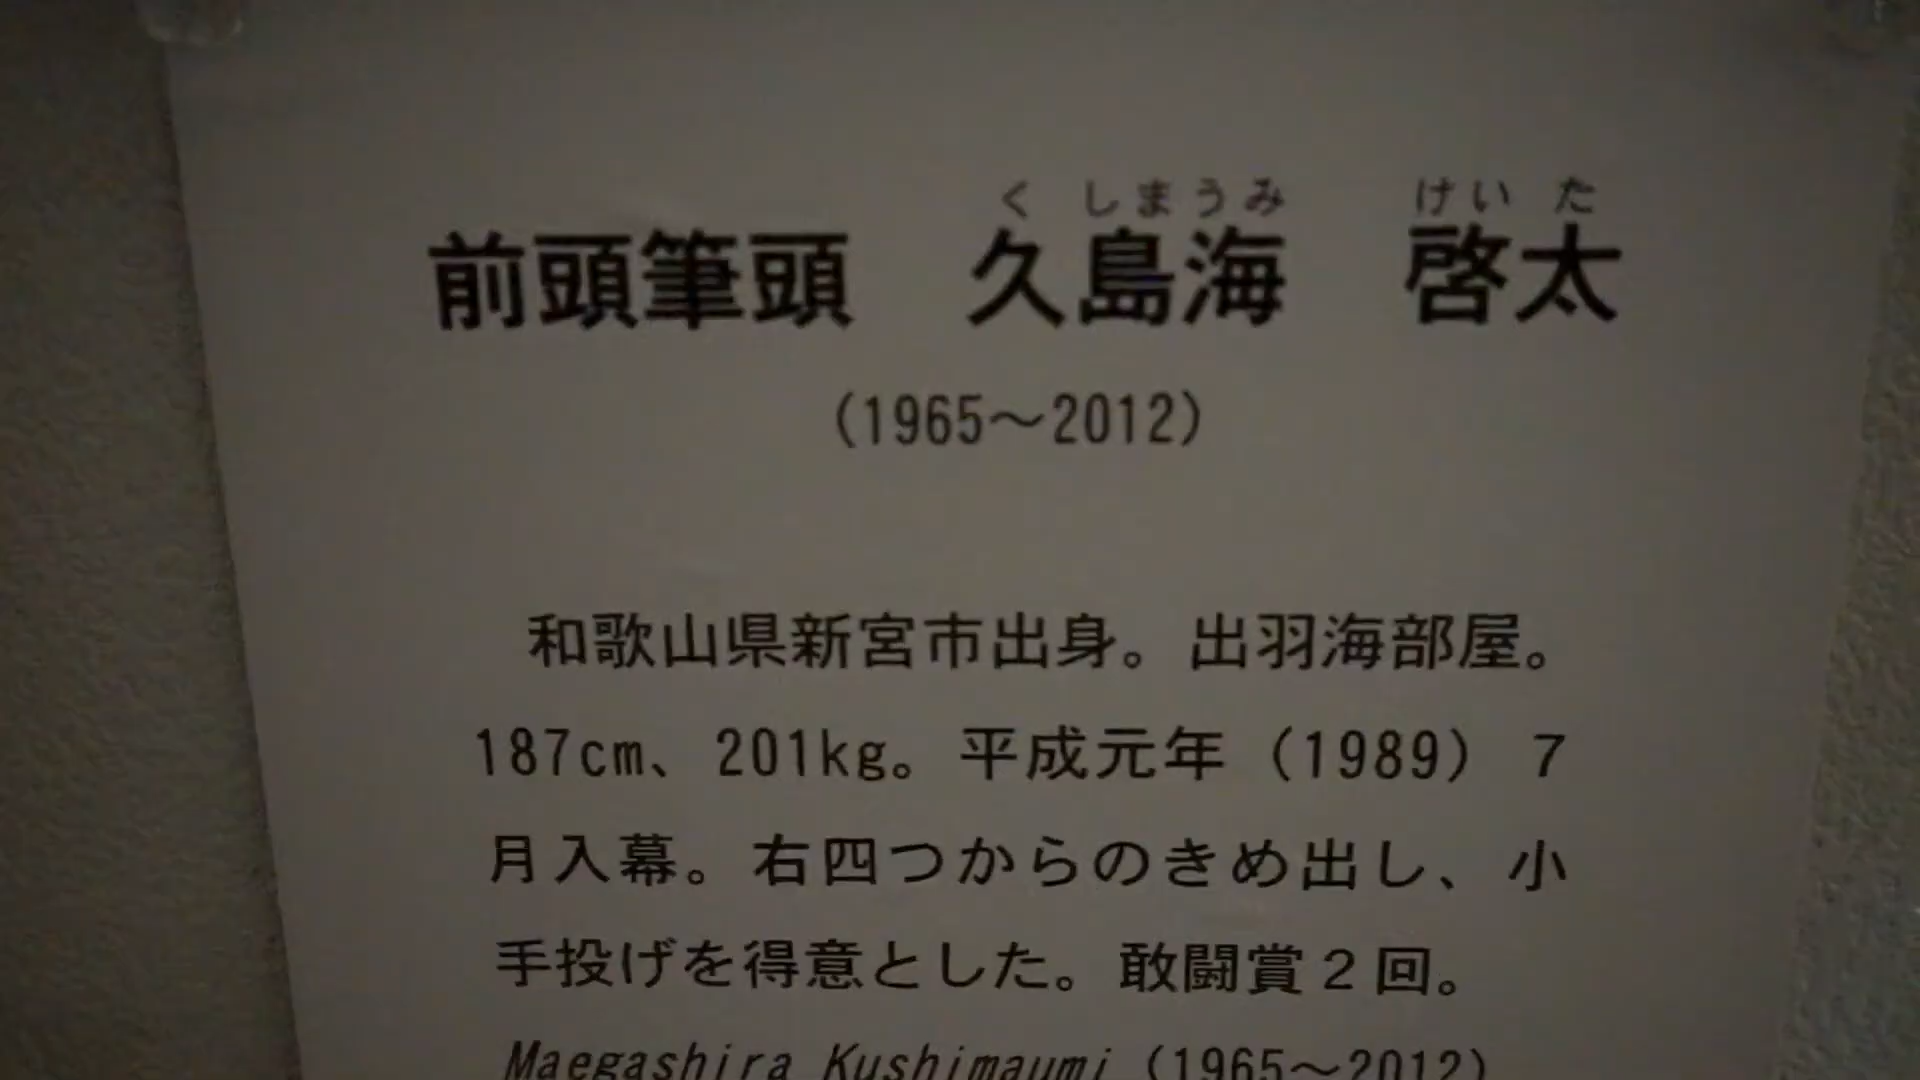 く しまうみ けいた
前頭筆頭 久島海 啓太
(1965～2012)
和歌山県新宮市出身。出羽海部屋。
187cm、201kg。平成元年(1989)7
月入幕。右四つからのきめ出し、小
手投げを得意とした。敢闘賞2回。
Maegashira Kushimaumi (1965～2012)